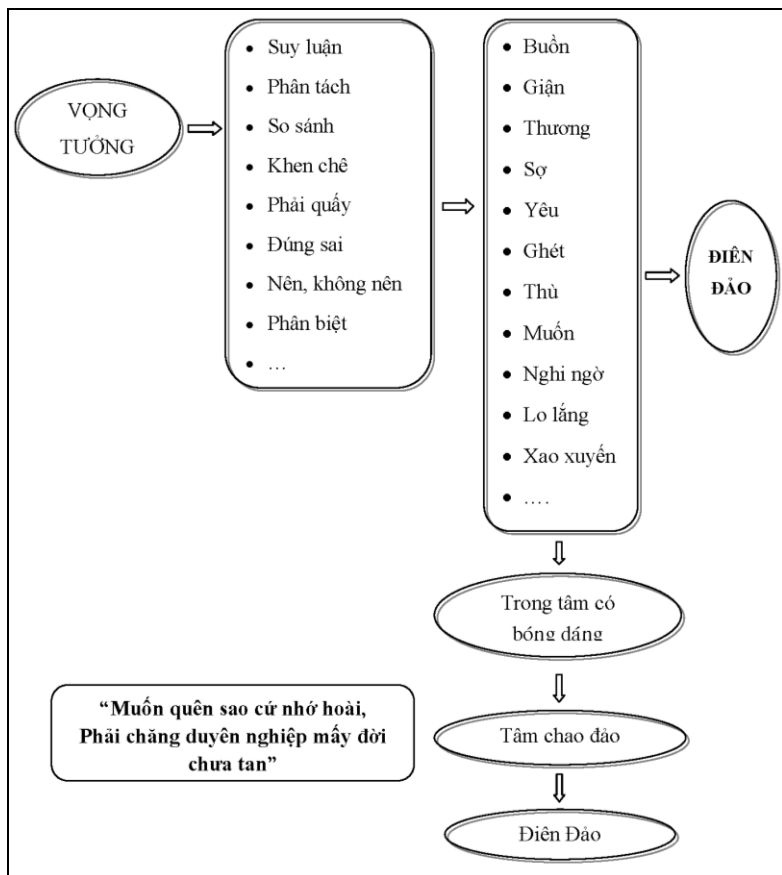 VỌNG
TƯỞNG
• Suy luận
• Phân tách
• So sánh
• Khen chê
• Phải quấy
• Đúng sai
• Nên, không nên
• Phân biệt
• …
• Buồn
• Giận
• Thương
• Sợ
• Yêu
• Ghét
• Thù
• Muốn
• Nghi ngờ
• Lo lắng
• Xao xuyến
• ….
ĐIÊN
ĐẢO
Trong tâm có
bóng dáng
“Muốn quên sao cứ nhớ hoài,
Phải chăng duyên nghiệp mấy đời
chưa tan”
Tâm chao đảo
Điên Đảo